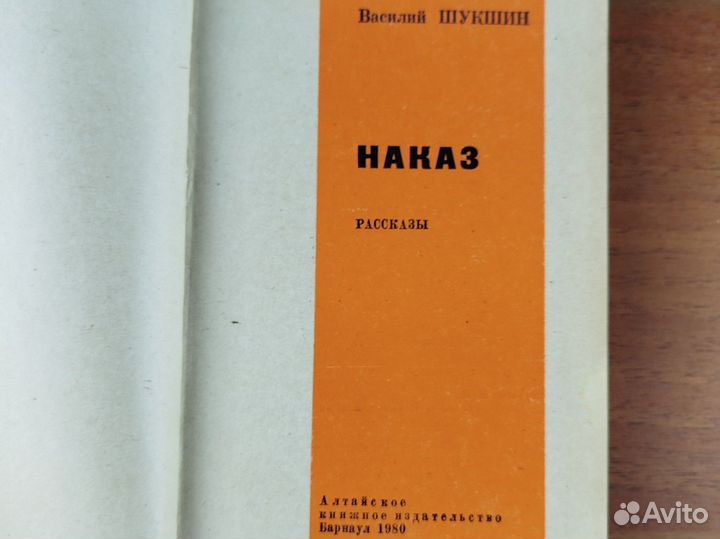 Василий ШУКШИН
НАКАЗ
РАССКАЗЫ
Алтайское
книжное издательство
Барнаул 1980
Avito